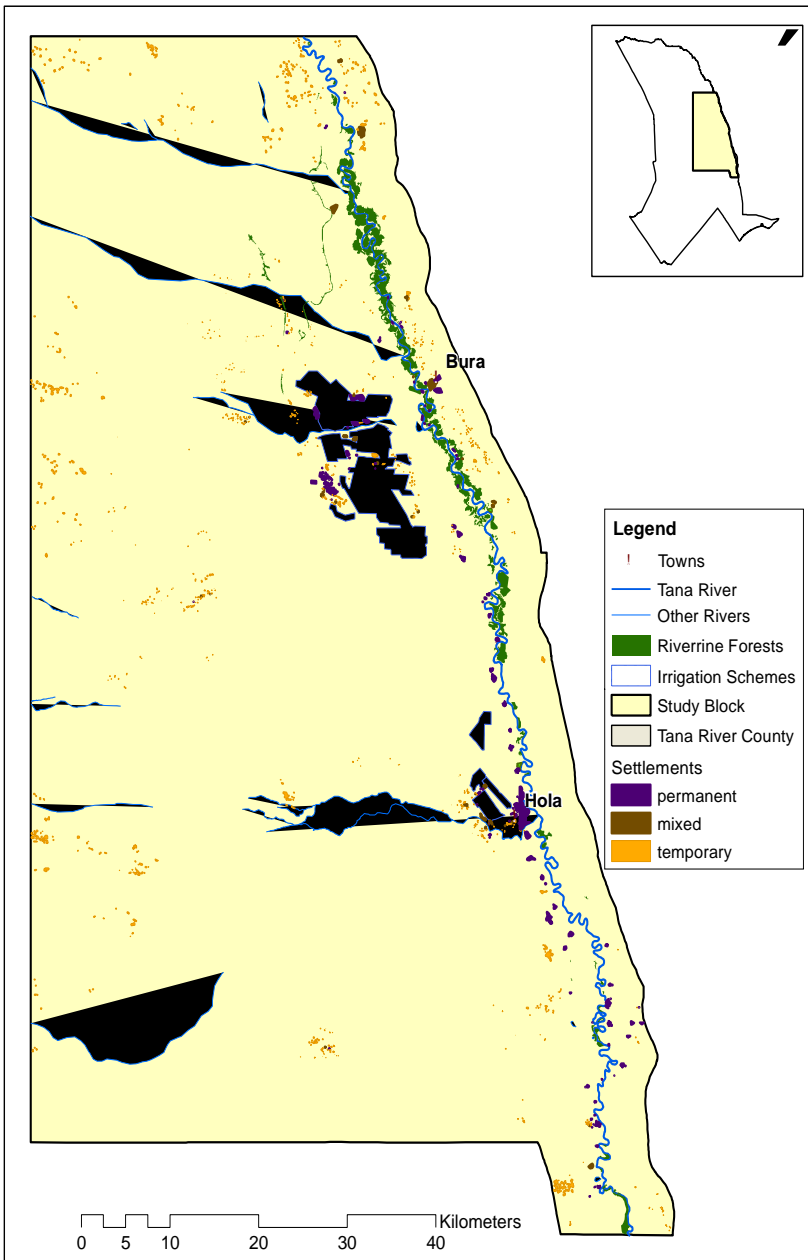 Bura
Legend
!
Towns
Tana River
Other Rivers
Riverrine Forests
Irrigation Schemes
Study Block
Tana River County
Settlements
permanent
mixed
temporary
Hola
Kilometers
0 5 10 20 30 40